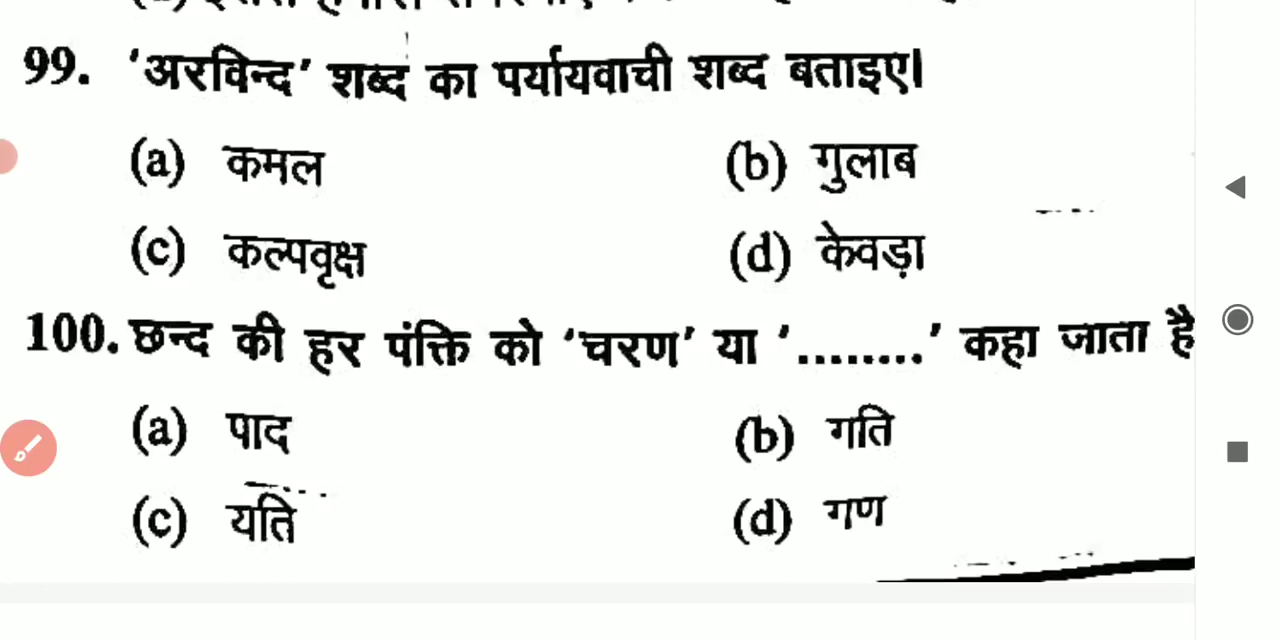 99. 'अरविन्द' शब्द का पर्यायवाची शब्द बताइए।
(a) कमल (b) गुलाब
(c) कल्पवृक्ष (d) केवड़ा
100. छन्द की हर पंक्ति को 'चरण' या '........' कहा जाता है
(a) पाद (b) गति
(c) यति (d) गण